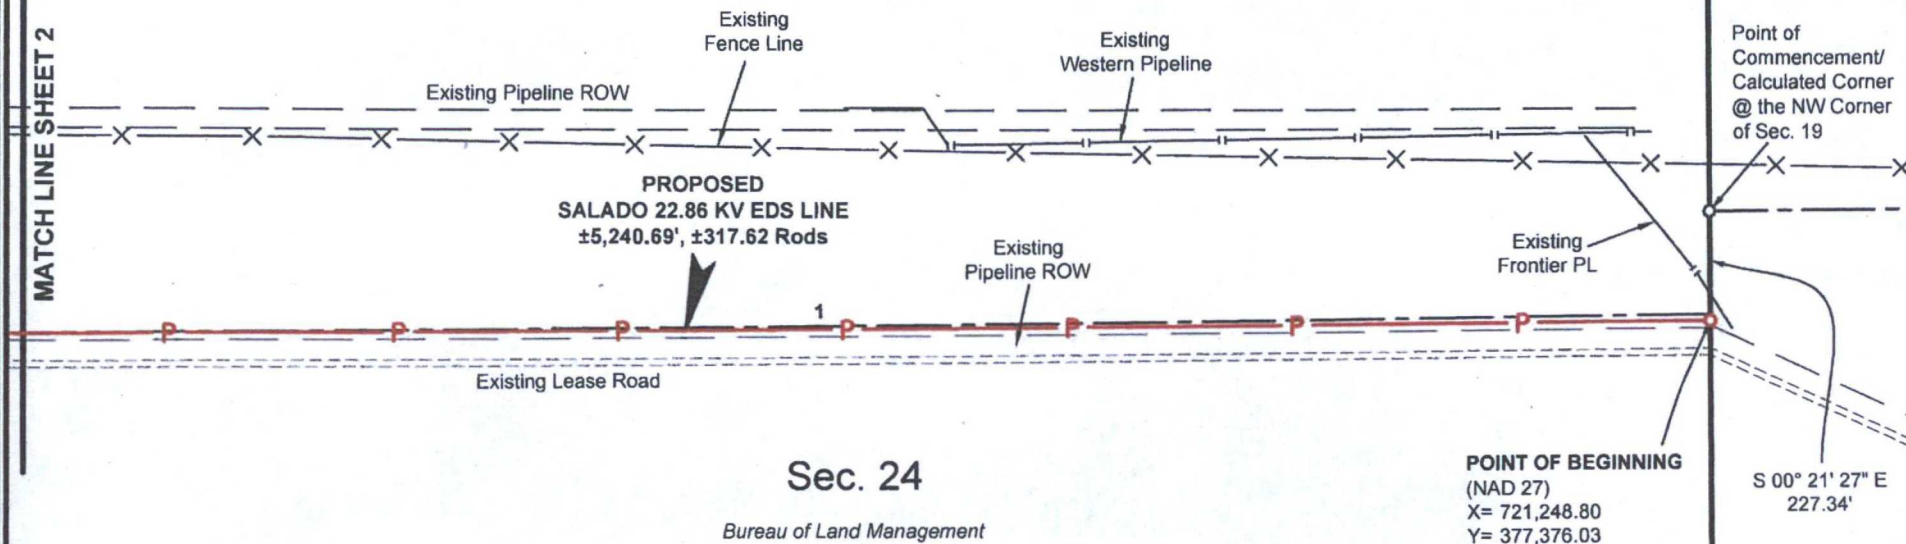 MATCH LINE SHEET 2
Existing
Fence Line
Existing Pipeline ROW
Existing
Western Pipeline
Point of
Commencement/
Calculated Corner
@ the NW Corner
of Sec. 19
PROPOSED
SALADO 22.86 KV EDS LINE
±5,240.69', ±317.62 Rods
Existing
Pipeline ROW
Existing
Frontier PL
1
P P P P P P P
Existing Lease Road
Sec. 24
Bureau of Land Management
POINT OF BEGINNING
(NAD 27)
X= 721,248.80
Y= 377,376.03
S 00° 21' 27" E
227.34'